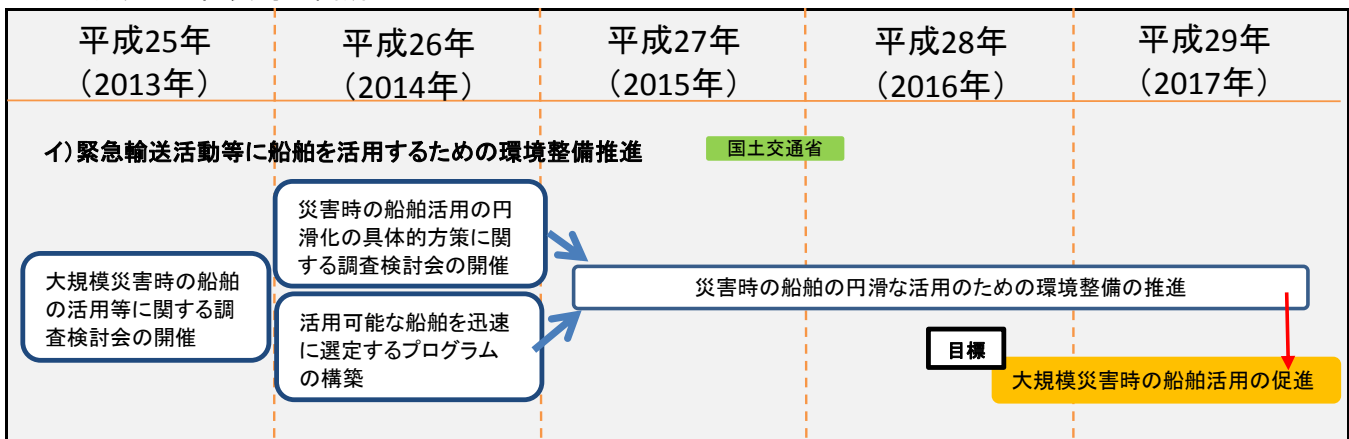 平成25年
（2013年）
平成26年
（2014年）
平成27年
（2015年）
平成28年
（2016年）
平成29年
（2017年）
イ）緊急輸送活動等に船舶を活用するための環境整備推進
国土交通省
大規模災害時の船舶
の活用等に関する調
査検討会の開催
災害時の船舶活用の円
滑化の具体的方策に関
する調査検討会の開催
活用可能な船舶を迅速
に選定するプログラム
の構築
災害時の船舶の円滑な活用のための環境整備の推進
目標
大規模災害時の船舶活用の促進